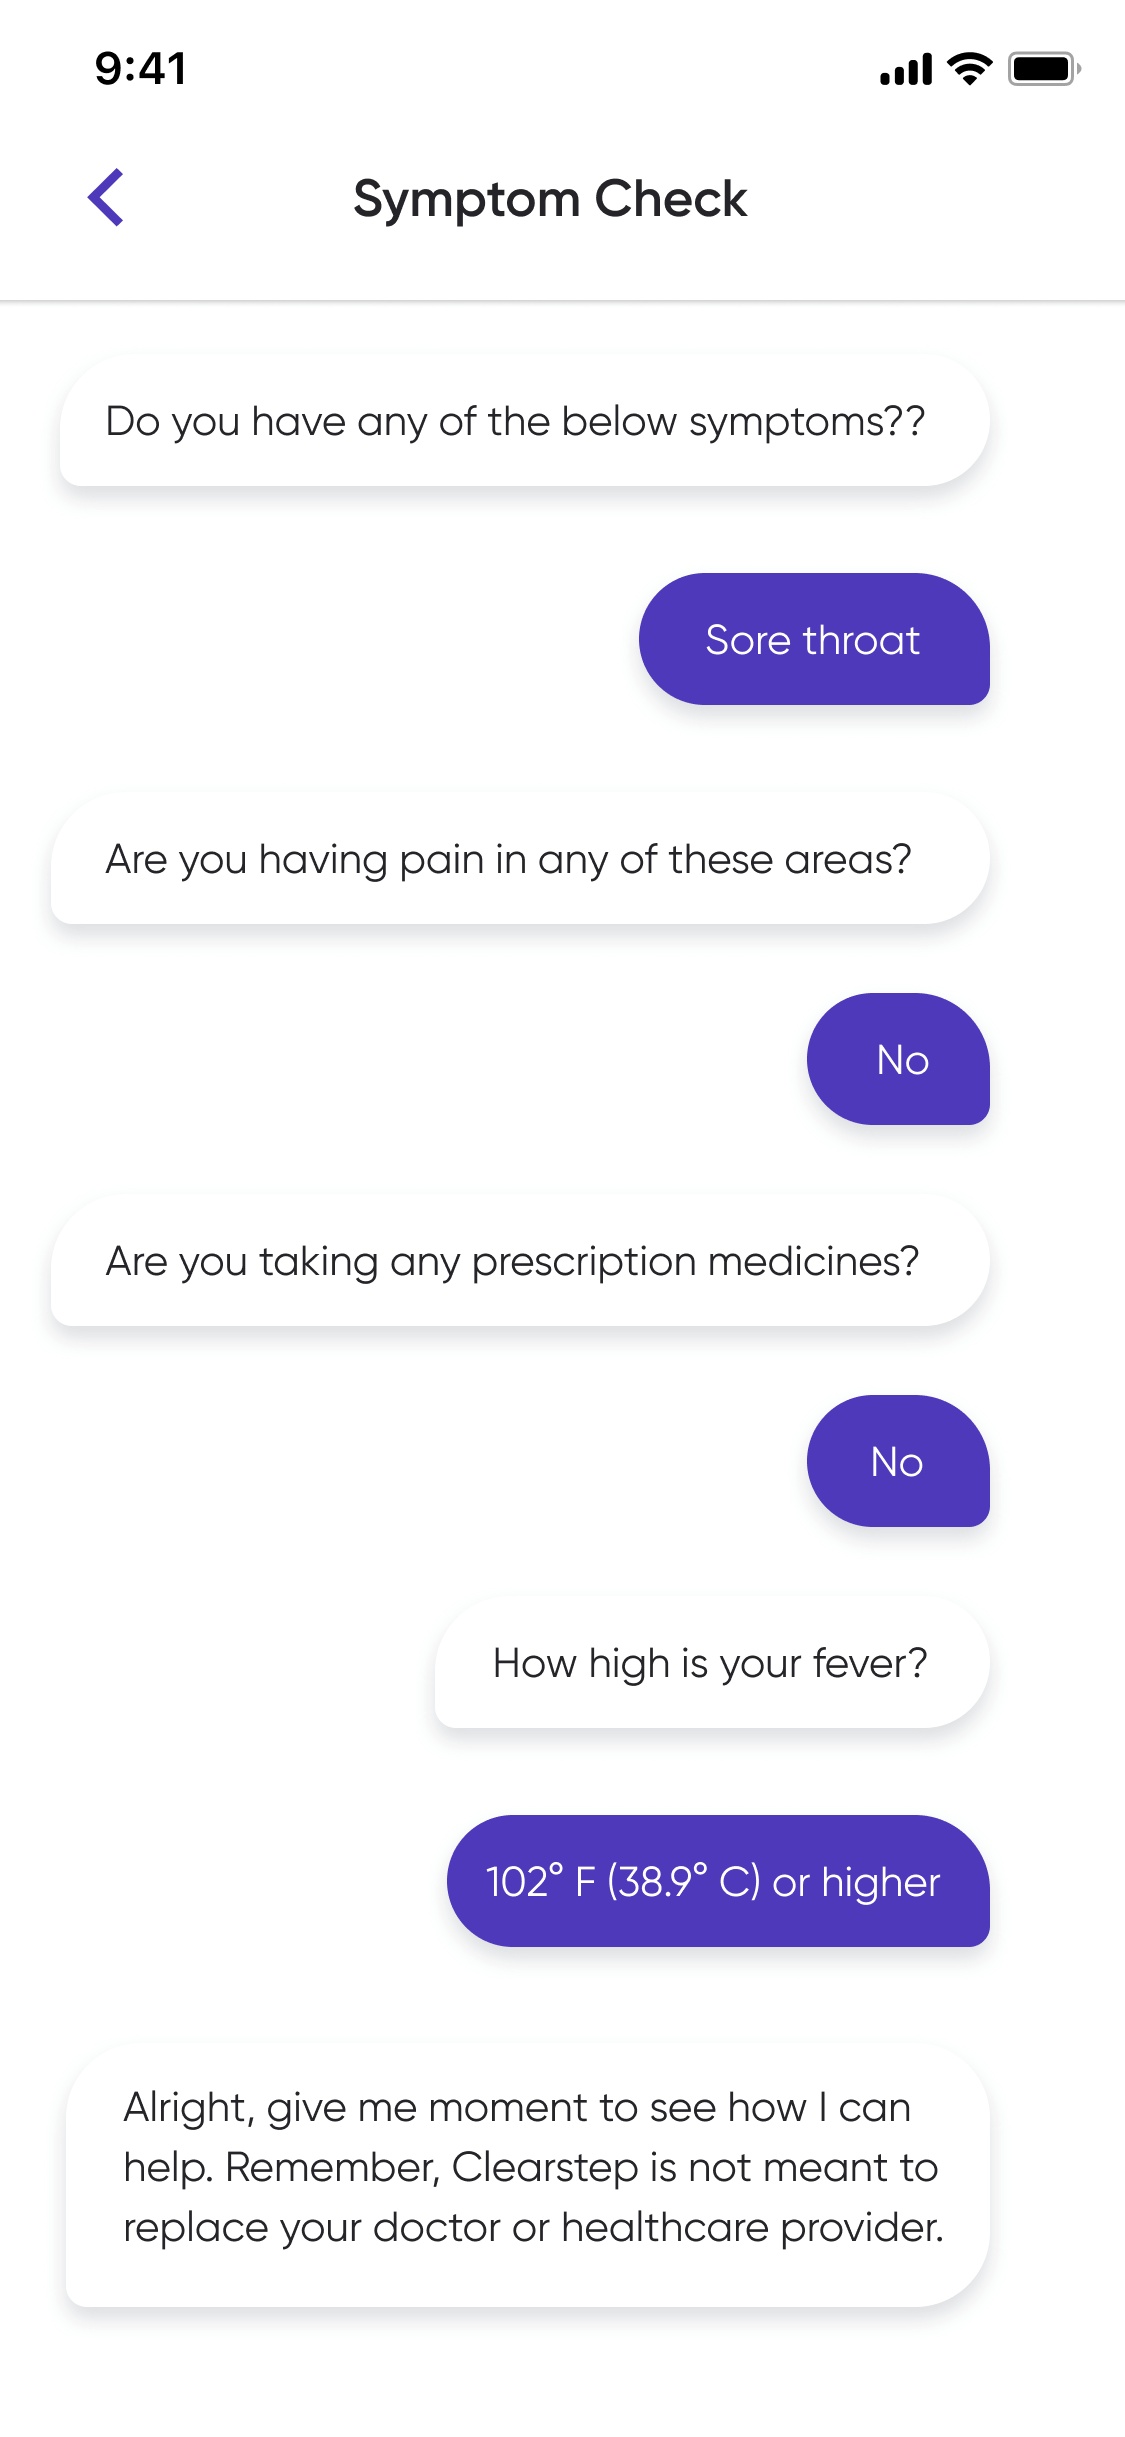 9:41
Symptom Check
Do you have any of the below symptoms??
Sore throat
Are you having pain in any of these areas?
No
Are you taking any prescription medicines?
No
How high is your fever?
102° F (38.9° C) or higher
Alright, give me moment to see how I can
help. Remember, Clearstep is not meant to
replace your doctor or healthcare provider.